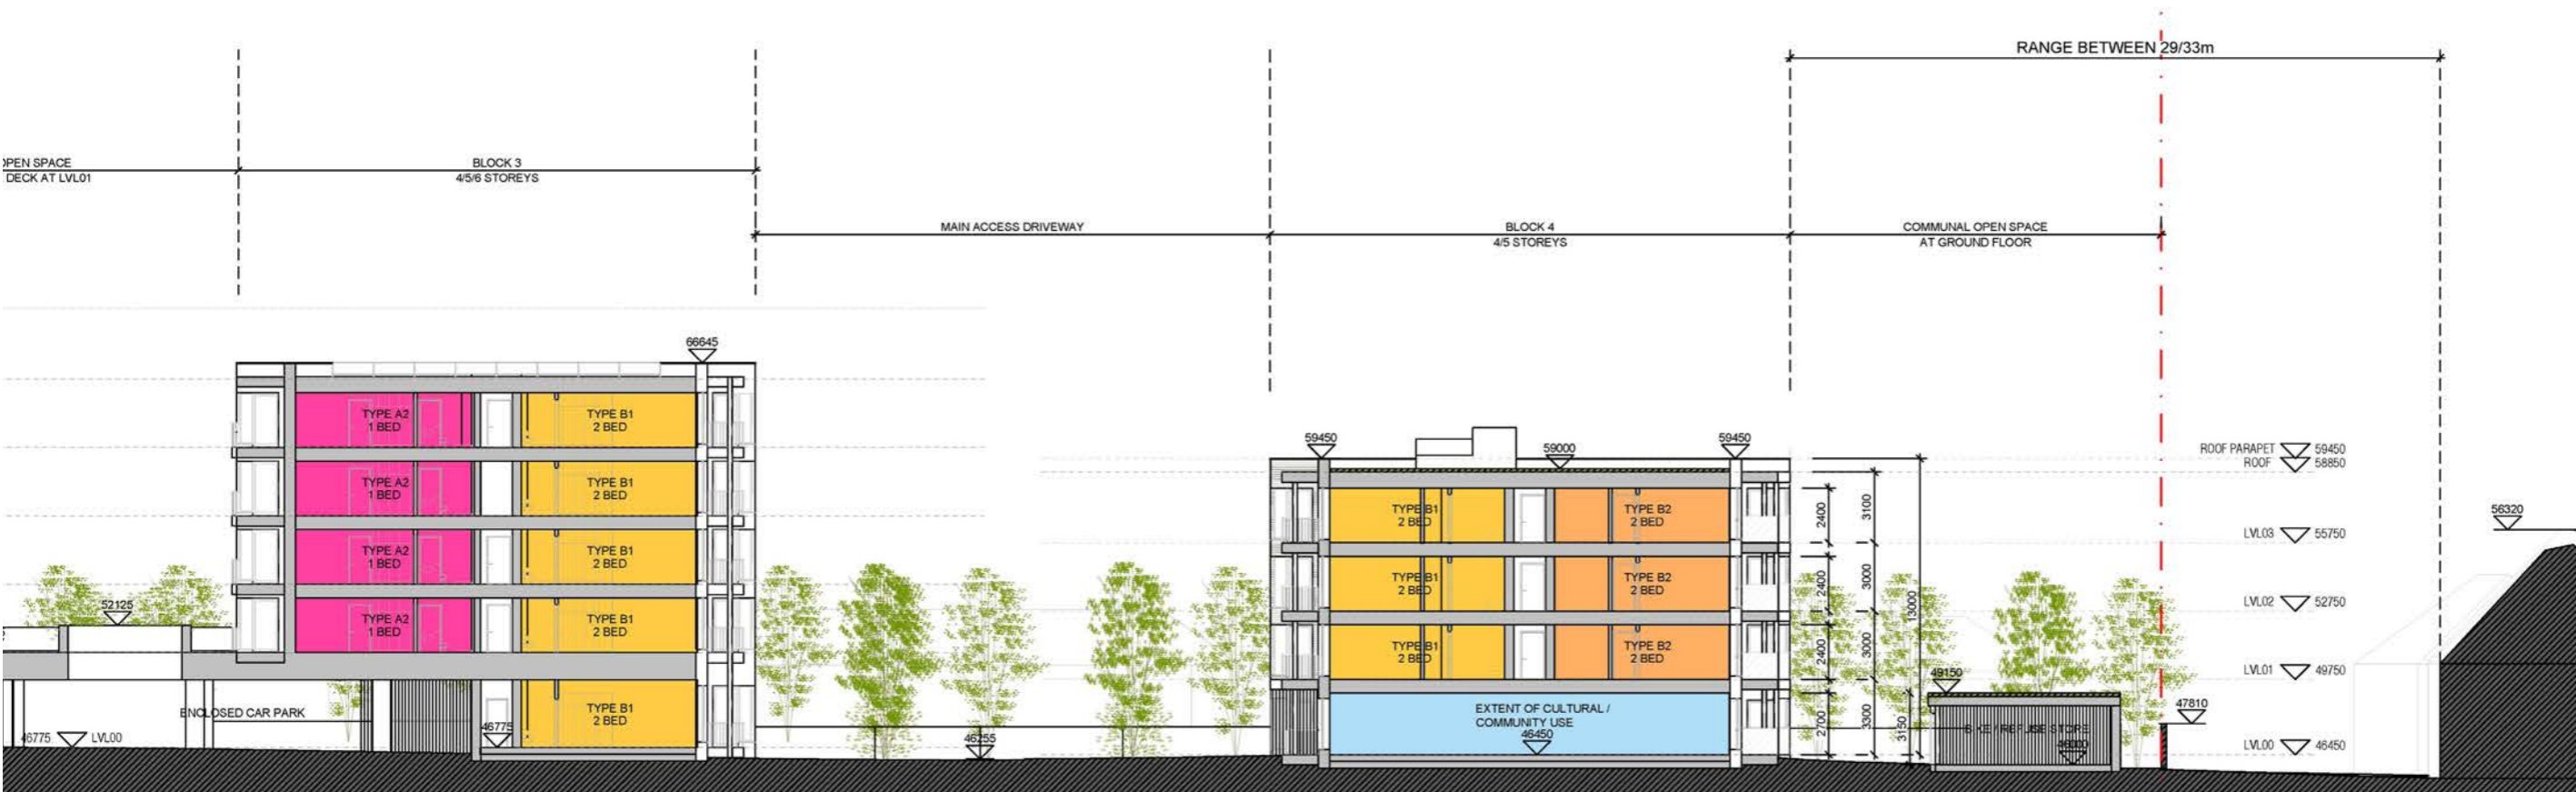 RANGE BETWEEN 29/33m
OPEN SPACE
DECK AT LVL01
BLOCK 3
4/5/6 STOREYS
MAIN ACCESS DRIVEWAY
BLOCK 4
4/5 STOREYS
COMMUNAL OPEN SPACE
AT GROUND FLOOR
66645
TYPE A2
1 BED
TYPE B1
2 BED
TYPE A2
1 BED
TYPE B1
2 BED
TYPE A2
1 BED
TYPE B1
2 BED
TYPE A2
1 BED
TYPE B1
2 BED
52125
ENCLOSED CAR PARK
TYPE B1
2 BED
46775
46775
LVL00
46255
59450
59000
59450
TYPE B1
2 BED
TYPE B2
2 BED
TYPE B1
2 BED
TYPE B2
2 BED
TYPE B1
2 BED
TYPE B2
2 BED
EXTENT OF CULTURAL /
COMMUNITY USE
46450
2400
3100
2400
3000
13000
2400
3000
2700
3300
3150
49150
BIKE / REFUSE STORE
46000
47810
ROOF PARAPET 59450
ROOF 58850
LVL03 55750
LVL02 52750
LVL01 49750
LVL00 46450
56320